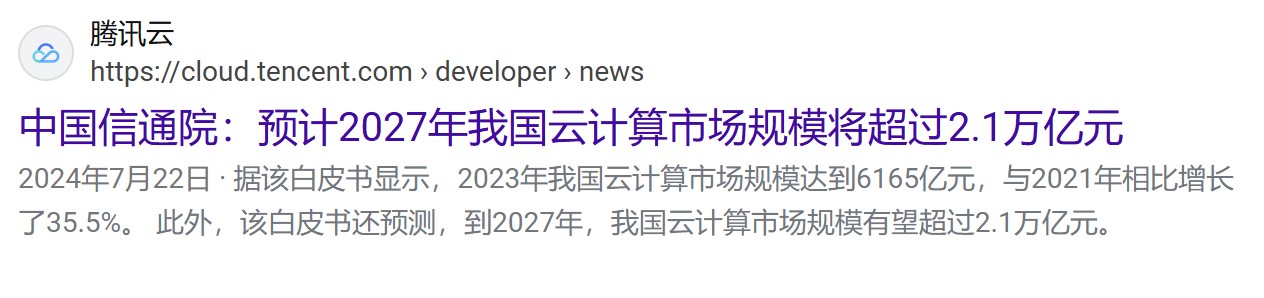 腾讯云
https://cloud.tencent.com › developer › news
中国信通院：预计2027年我国云计算市场规模将超过2.1万亿元
2024年7月22日 · 据该白皮书显示，2023年我国云计算市场规模达到6165亿元，与2021年相比增长
了35.5%。 此外，该白皮书还预测，到2027年，我国云计算市场规模有望超过2.1万亿元。